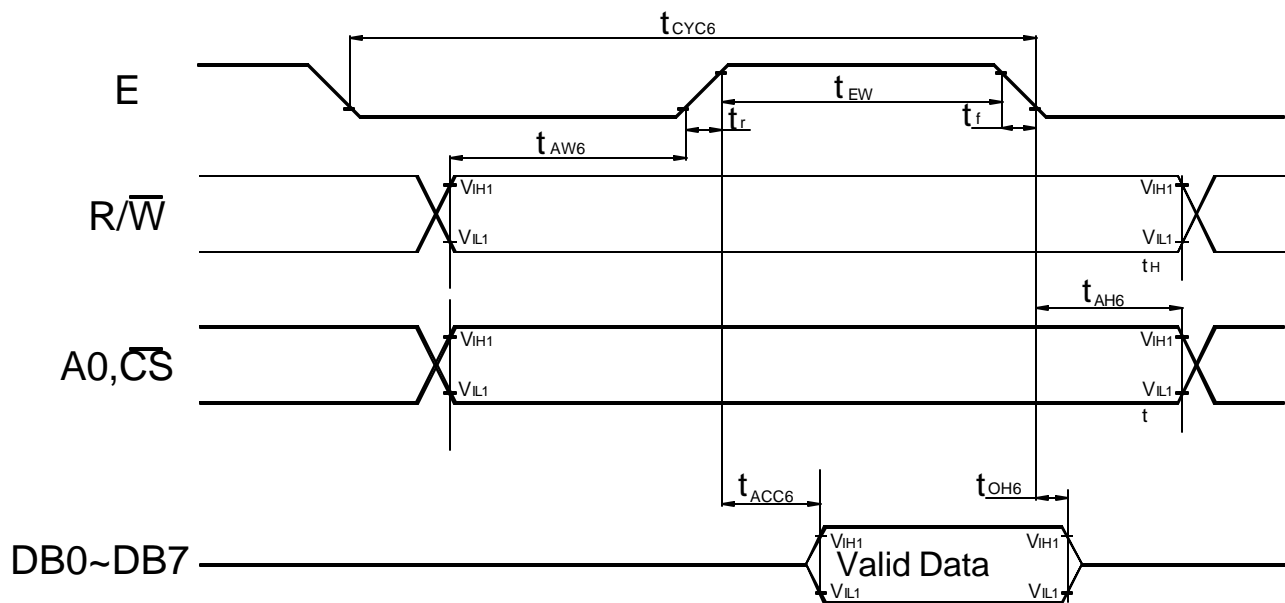 tCYC6
E
tEW
tr
tf
tAW6
R/W̅
VIH1
VIH1
VIL1
VIL1
tH
tAH6
A0,C̅S̅
VIH1
VIH1
VIL1
VIL1
t
tACC6
tOH6
DB0~DB7
VIH1
VIH1
Valid Data
VIL1
VIL1